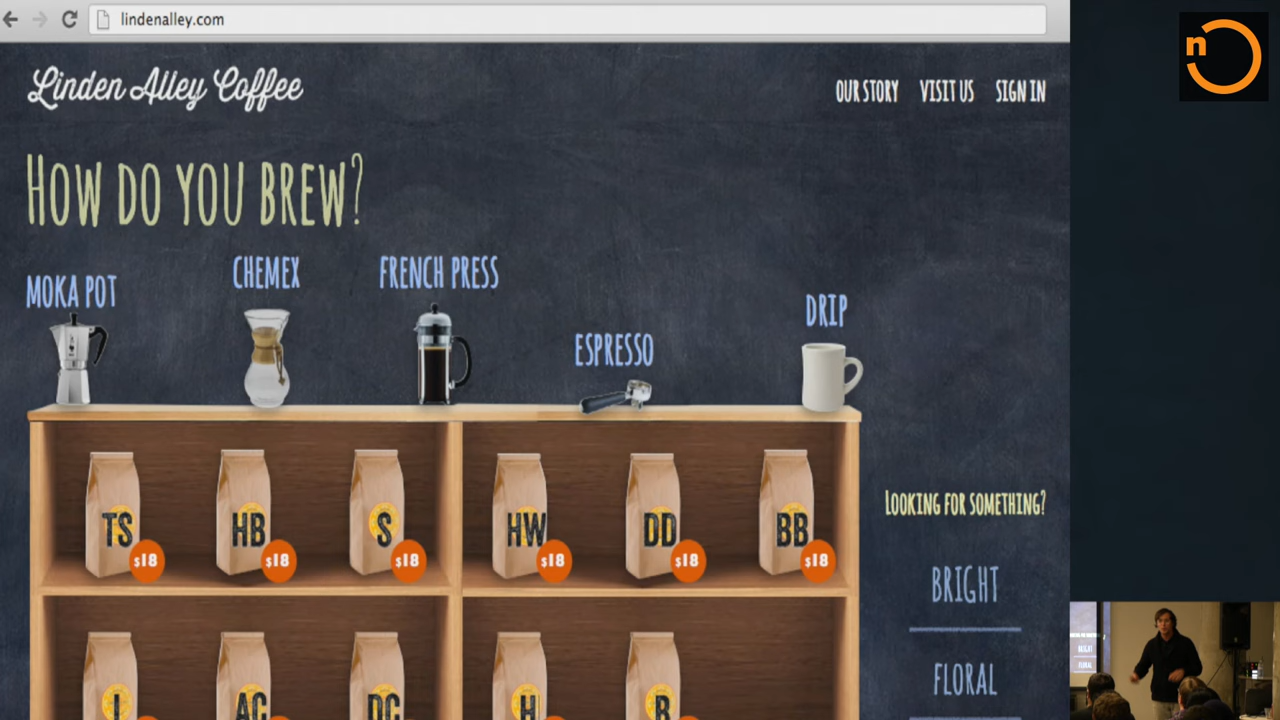 lindenalley.com
Linden Alley Coffee
OUR STORY VISIT US SIGN IN
HOW DO YOU BREW?
MOKA POT
CHEMEX
FRENCH PRESS
ESPRESSO
DRIP
TS $18
HB $18
S $18
HW $18
DD $18
BB $18
LOOKING FOR SOMETHING?
BRIGHT
FLORAL
I
AC
DC
H
n
BRIGHT
FLORAL